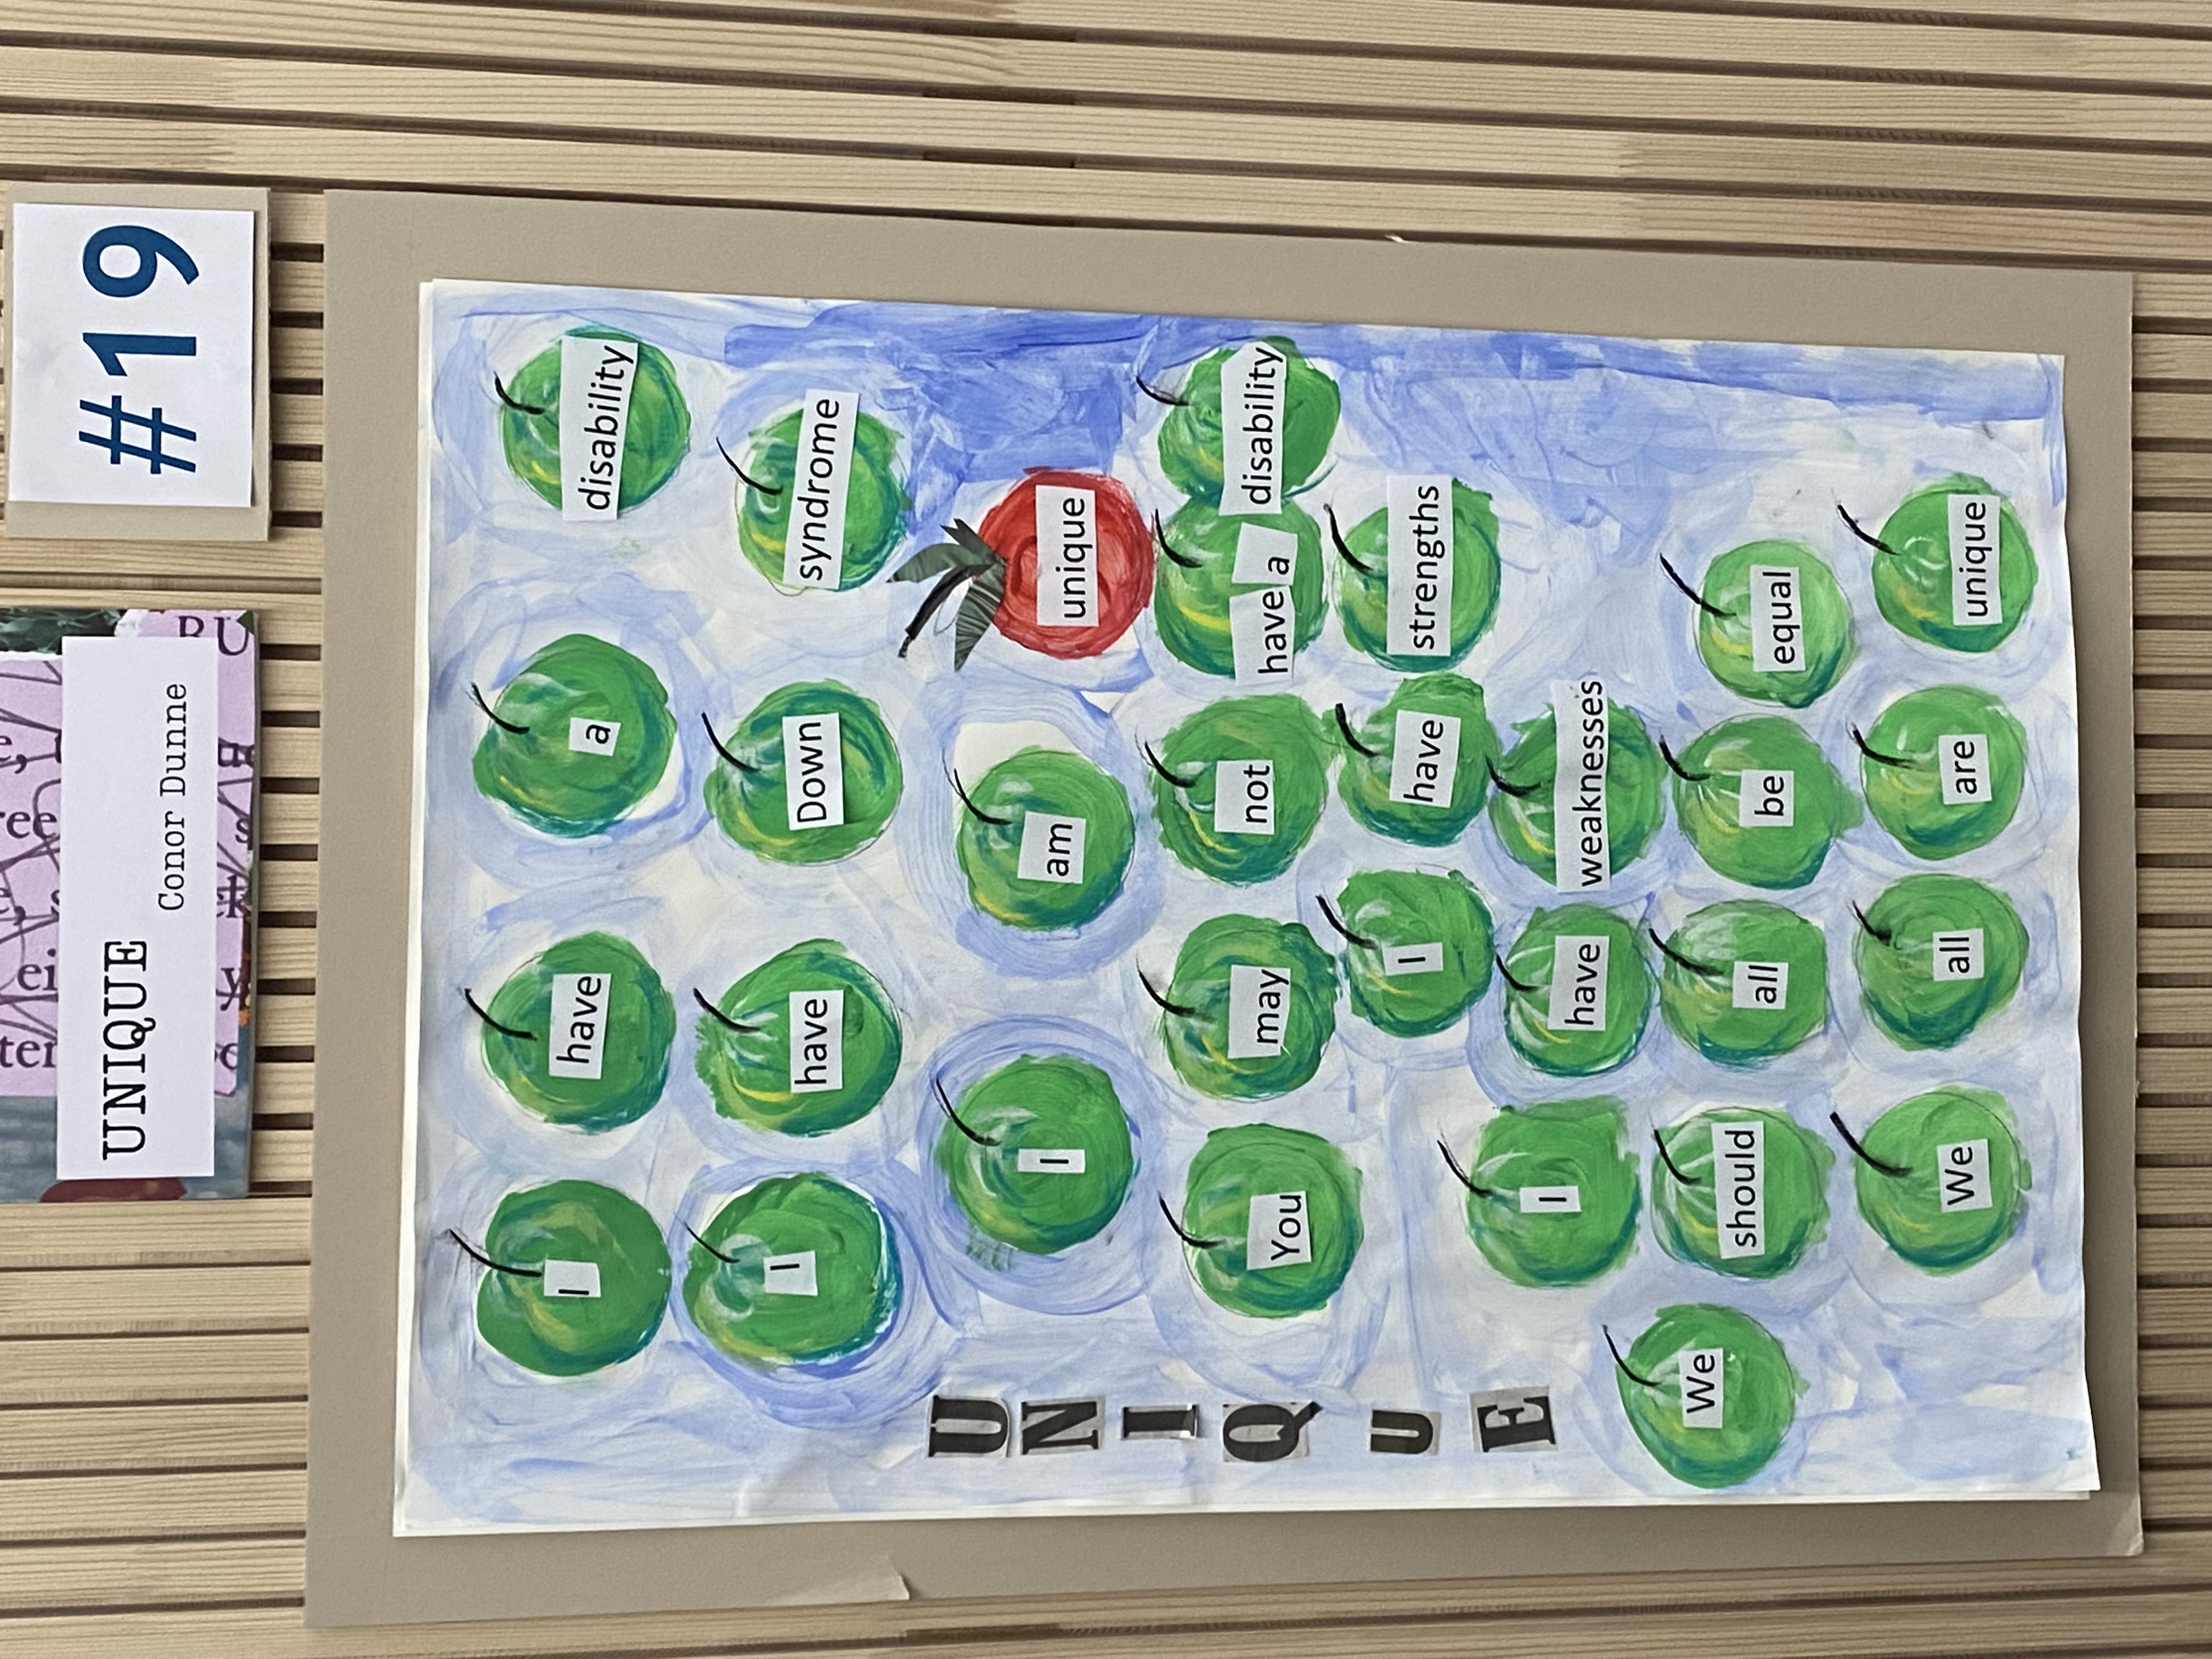 UNIQUE
Conor Dunne
#19
I have a disability
I have Down syndrome
I am unique
You may not have a disability
I have strengths
I have weaknesses
We should all be equal
We all are unique
UNIQuE